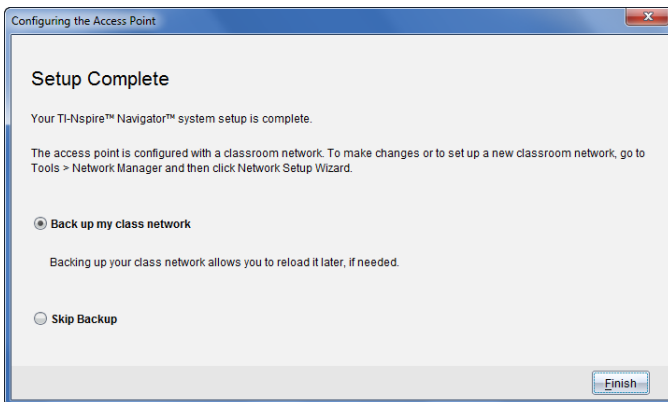 Configuring the Access Point
Setup Complete
Your TI-Nspire™ Navigator™ system setup is complete.
The access point is configured with a classroom network. To make changes or to set up a new classroom network, go to
Tools > Network Manager and then click Network Setup Wizard.
Back up my class network
Backing up your class network allows you to reload it later, if needed.
Skip Backup
Finish